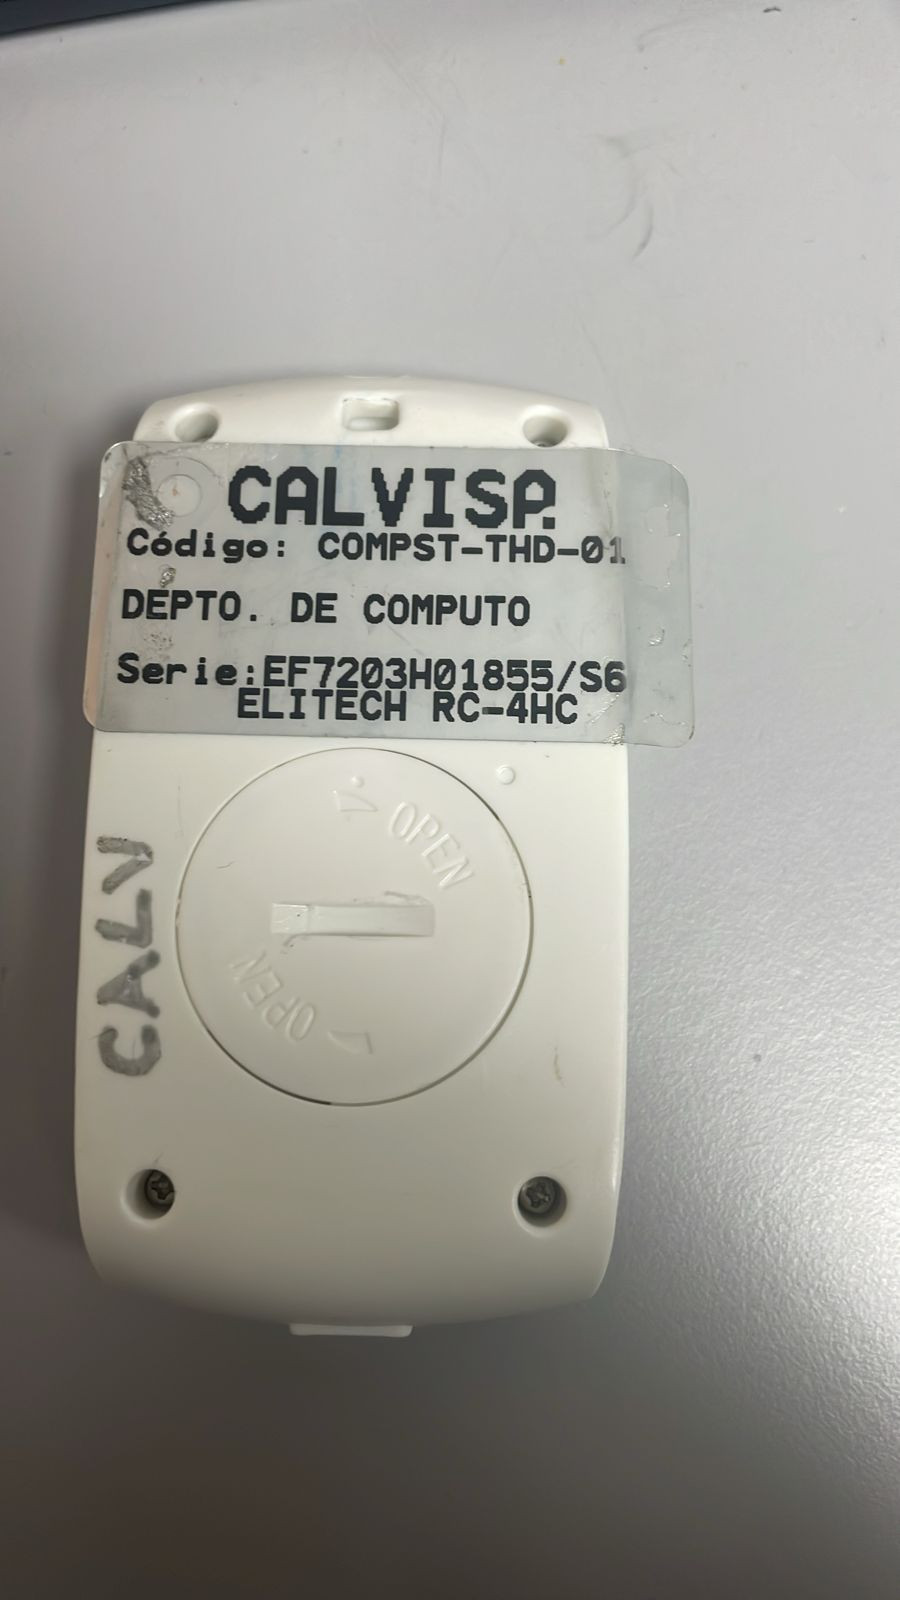 CALVISA.
Código: COMPST-THD-01
DEPTO. DE COMPUTO
Serie:EF7203H01855/S6
ELITECH RC-4HC
OPEN
OPEN
CALV